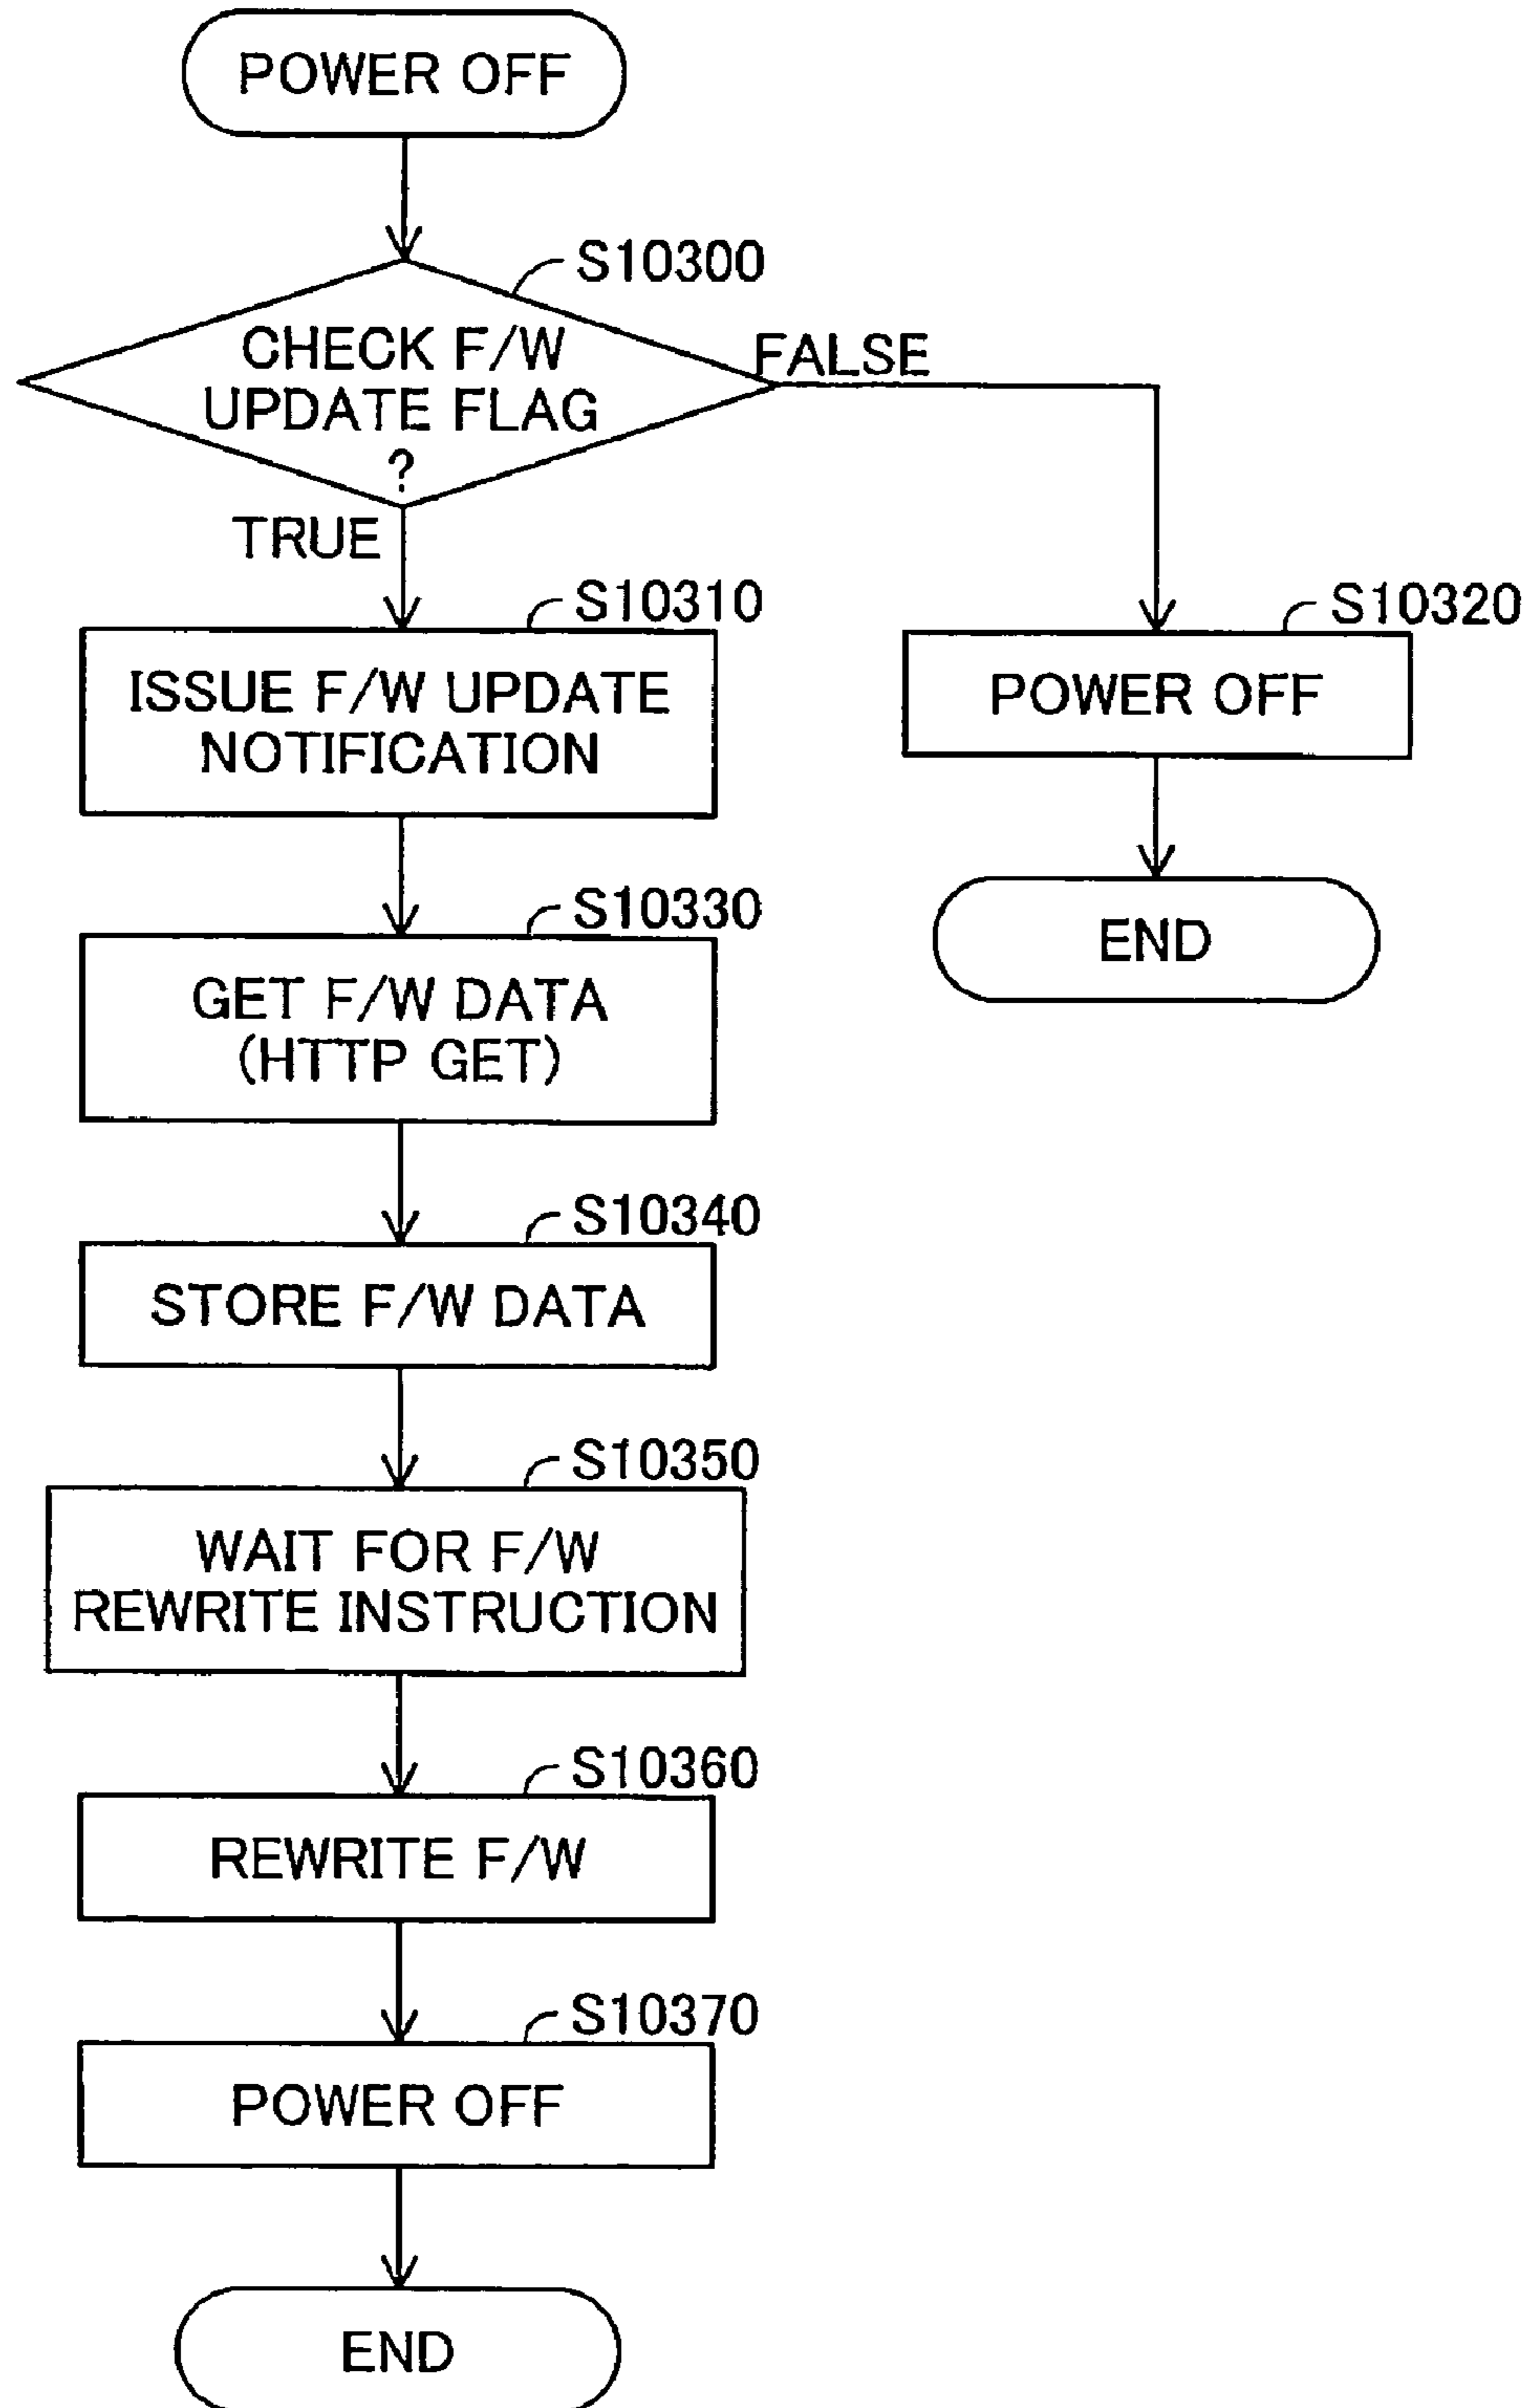 POWER OFF
S10300
CHECK F/W
UPDATE FLAG
?
FALSE
TRUE
S10310
ISSUE F/W UPDATE
NOTIFICATION
S10320
POWER OFF
END
S10330
GET F/W DATA
(HTTP GET)
S10340
STORE F/W DATA
S10350
WAIT FOR F/W
REWRITE INSTRUCTION
S10360
REWRITE F/W
S10370
POWER OFF
END